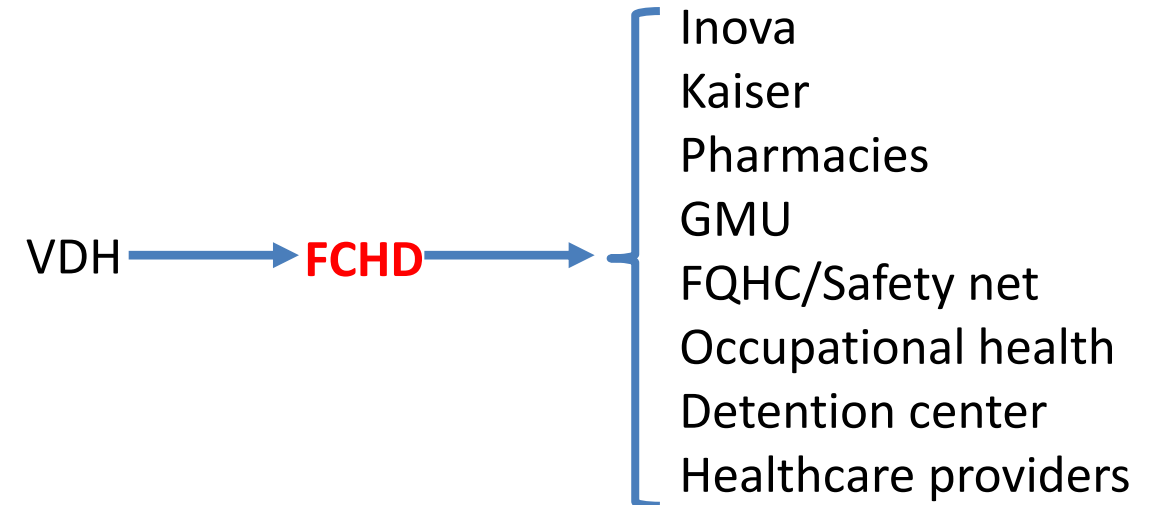 VDH
FCHD
Inova
Kaiser
Pharmacies
GMU
FQHC/Safety net
Occupational health
Detention center
Healthcare providers